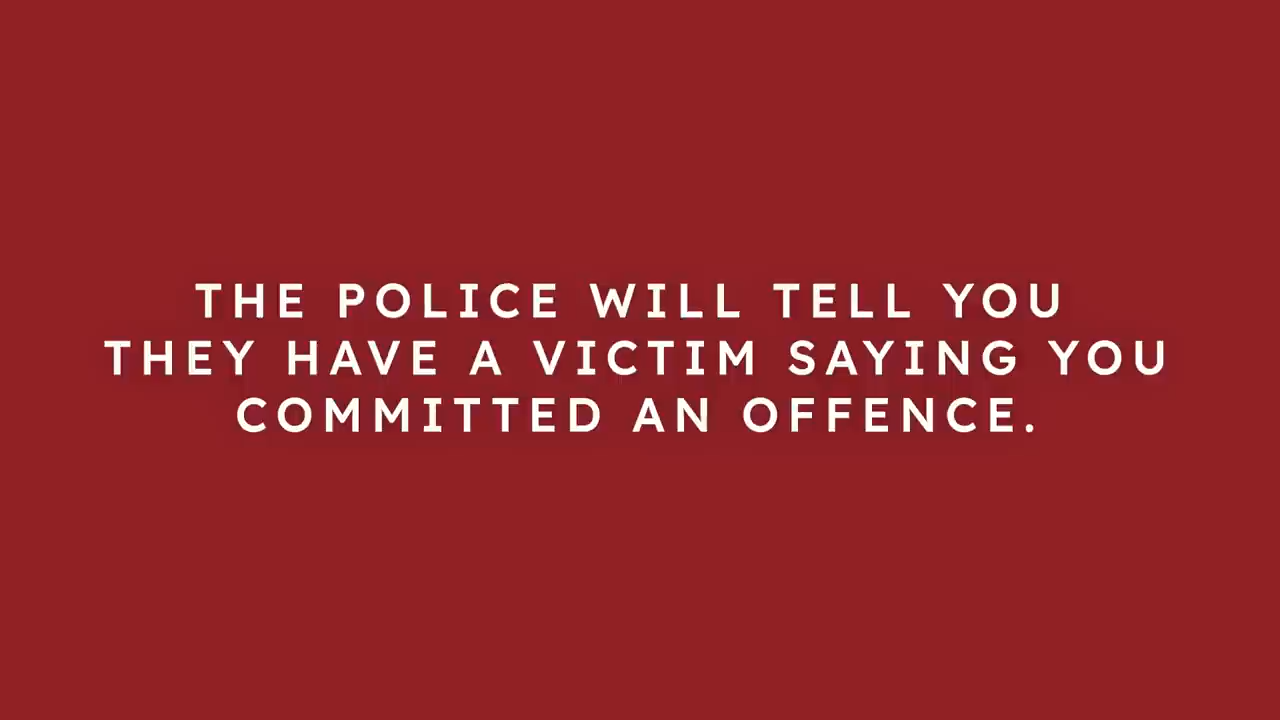 THE POLICE WILL TELL YOU
THEY HAVE A VICTIM SAYING YOU
COMMITTED AN OFFENCE.